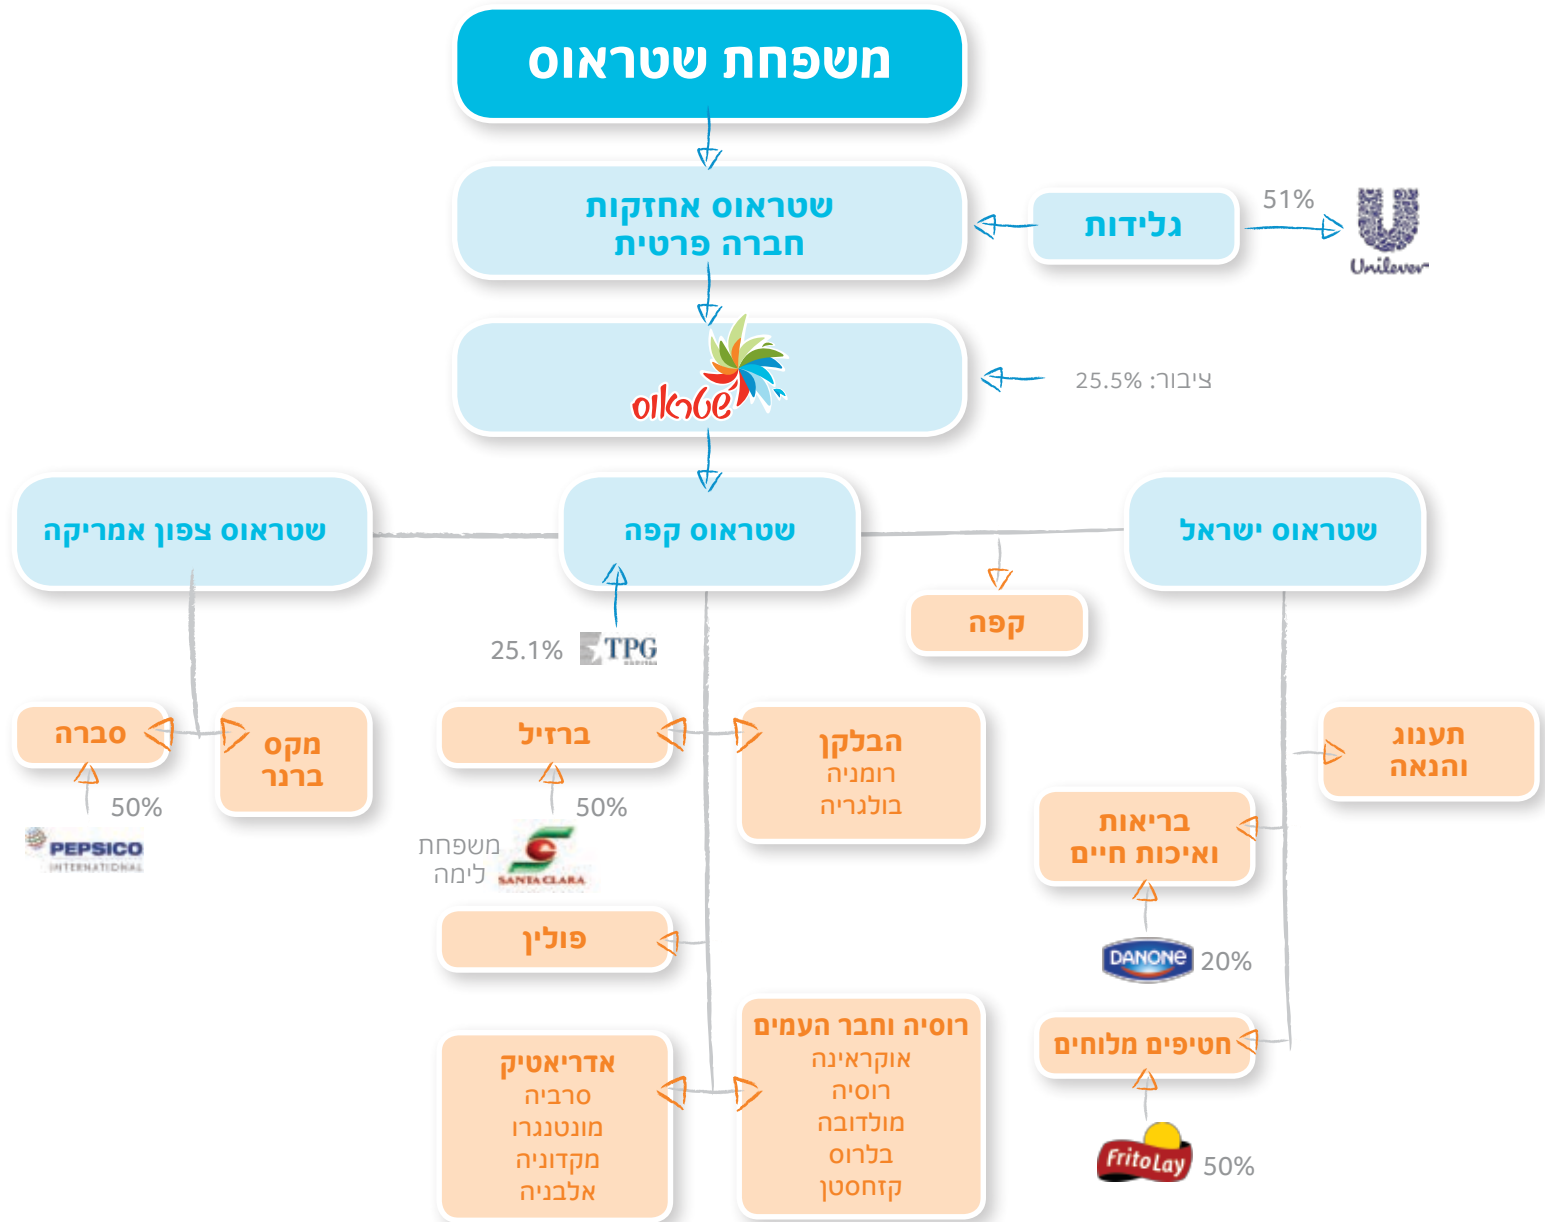 משפחת שטראוס
שטראוס אחזקות
חברה פרטית
גלידות
51%
Unilever
שטראוס
ציבור: 25.5%
שטראוס ישראל
שטראוס קפה
שטראוס צפון אמריקה
קפה
25.1%
TPG
תענוג
והנאה
בריאות
ואיכות חיים
DANONE
20%
חטיפים מלוחים
FritoLay
50%
הבלקן
רומניה
בולגריה
ברזיל
50%
משפחת
לימה
SANTA CLARA
פולין
רוסיה וחבר העמים
אוקראינה
רוסיה
מולדובה
בלרוס
קזחסטן
אדריאטיק
סרביה
מונטנגרו
מקדוניה
אלבניה
מקס
ברנר
סברה
50%
PEPSICO
INTERNATIONAL